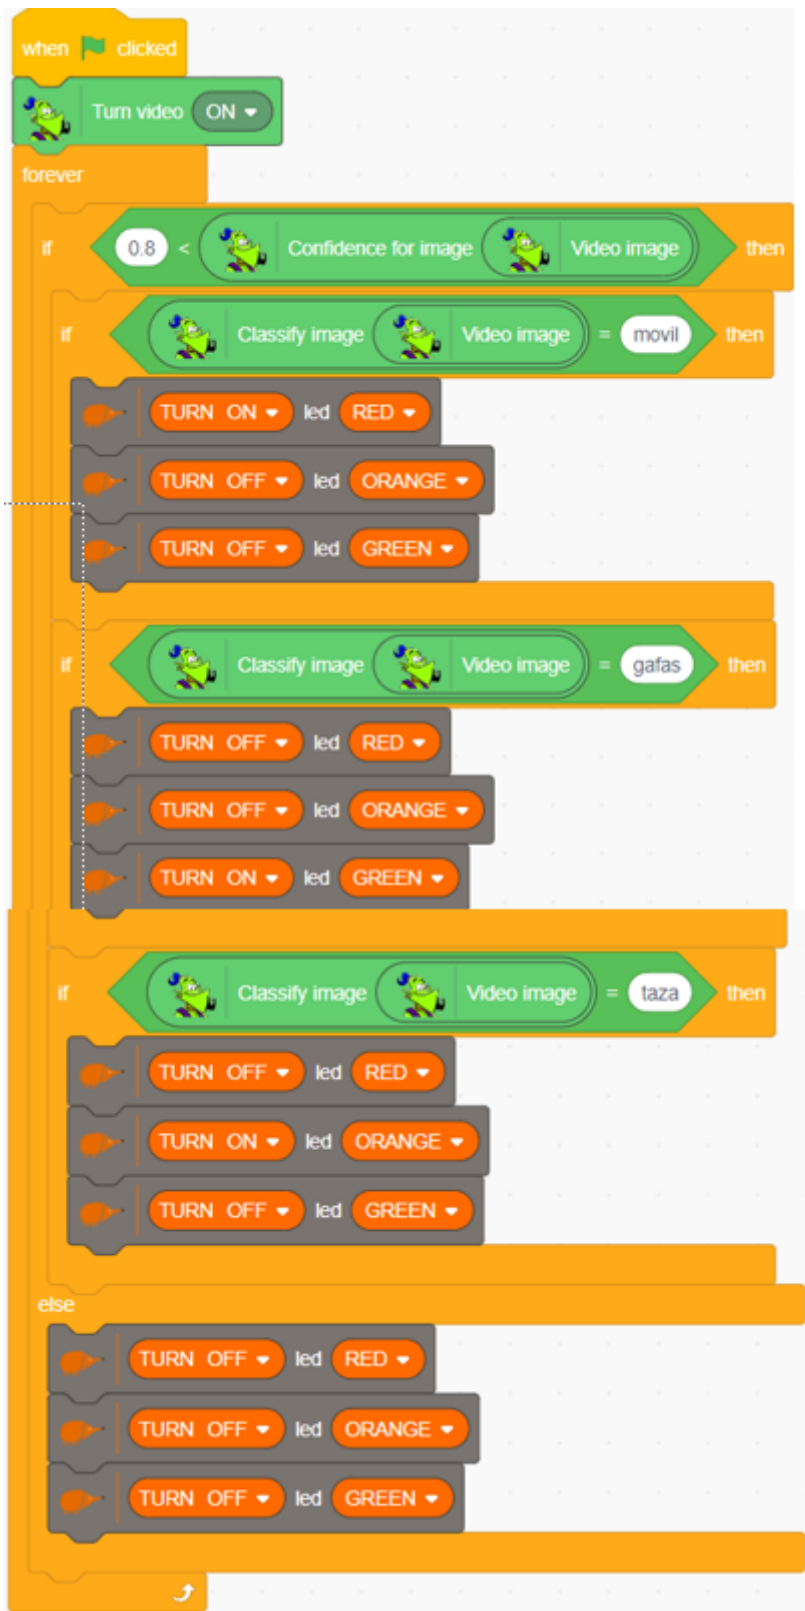 when clicked
Turn video ON
forever
if 0.8 < Confidence for image Video image then
if Classify image Video image = movil then
TURN ON led RED
TURN OFF led ORANGE
TURN OFF led GREEN
if Classify image Video image = gafas then
TURN OFF led RED
TURN OFF led ORANGE
TURN ON led GREEN
if Classify image Video image = taza then
TURN OFF led RED
TURN ON led ORANGE
TURN OFF led GREEN
else
TURN OFF led RED
TURN OFF led ORANGE
TURN OFF led GREEN